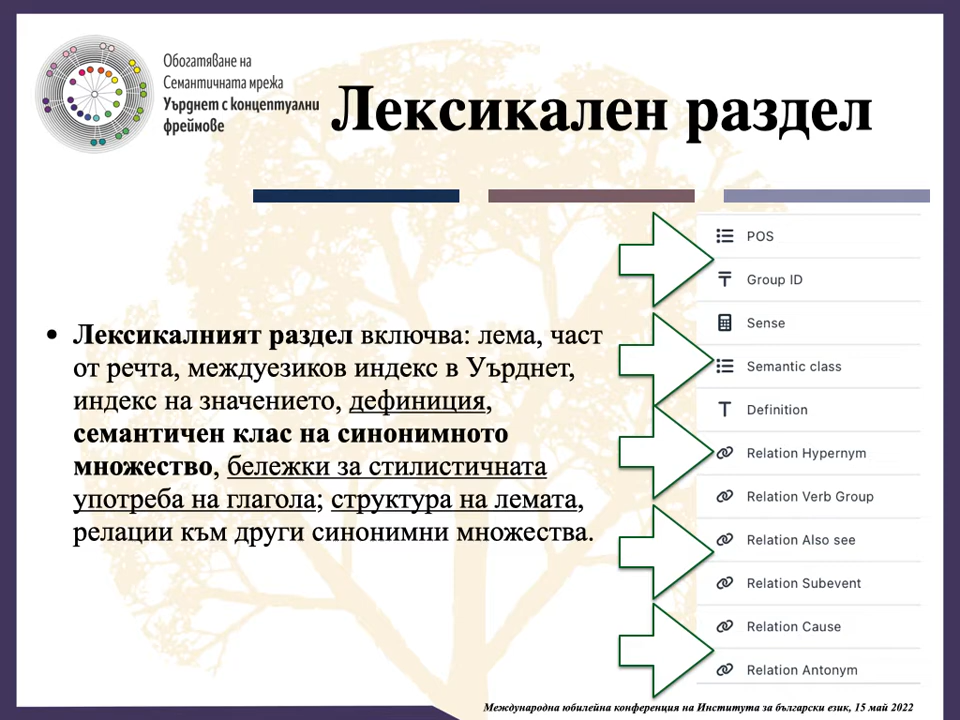 Обогатяване на
Семантичната мрежа
Уърднет с концептуални
фреймове
Лексикален раздел
• Лексикалният раздел включва: лема, част
от речта, междуезиков индекс в Уърднет,
индекс на значението, дефиниция,
семантичен клас на синонимното
множество, бележки за стилистичната
употреба на глагола; структура на лемата,
релации към други синонимни множества.
POS
Group ID
Sense
Semantic class
Definition
Relation Hypernym
Relation Verb Group
Relation Also see
Relation Subevent
Relation Cause
Relation Antonym
Международна юбилейна конференция на Института за български език, 15 май 2022